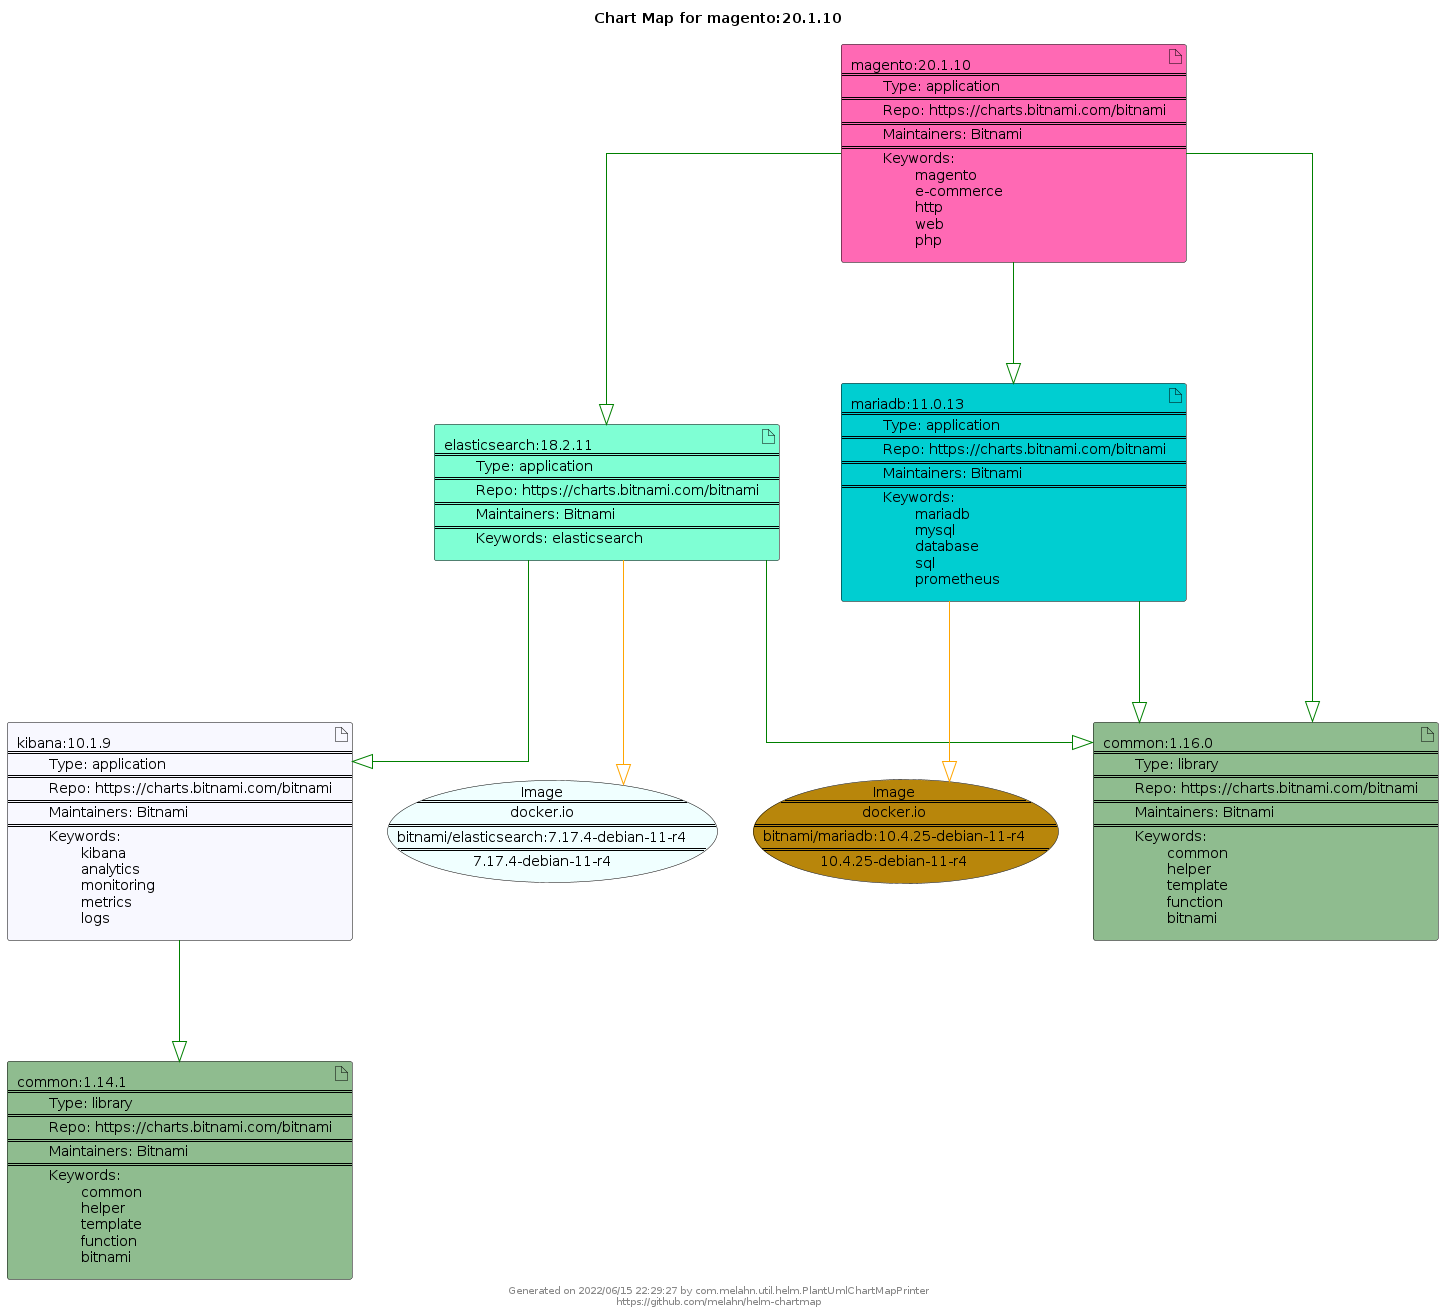 Chart Map for magento:20.1.10
magento:20.1.10
Type: application
Repo: https://charts.bitnami.com/bitnami
Maintainers: Bitnami
Keywords:
magento
e-commerce
http
web
php
mariadb:11.0.13
Type: application
Repo: https://charts.bitnami.com/bitnami
Maintainers: Bitnami
Keywords:
mariadb
mysql
database
sql
prometheus
elasticsearch:18.2.11
Type: application
Repo: https://charts.bitnami.com/bitnami
Maintainers: Bitnami
Keywords: elasticsearch
kibana:10.1.9
Type: application
Repo: https://charts.bitnami.com/bitnami
Maintainers: Bitnami
Keywords:
kibana
analytics
monitoring
metrics
logs
Image
docker.io
bitnami/elasticsearch:7.17.4-debian-11-r4
7.17.4-debian-11-r4
Image
docker.io
bitnami/mariadb:10.4.25-debian-11-r4
10.4.25-debian-11-r4
common:1.16.0
Type: library
Repo: https://charts.bitnami.com/bitnami
Maintainers: Bitnami
Keywords:
common
helper
template
function
bitnami
common:1.14.1
Type: library
Repo: https://charts.bitnami.com/bitnami
Maintainers: Bitnami
Keywords:
common
helper
template
function
bitnami
Generated on 2022/06/15 22:29:27 by com.melahn.util.helm.PlantUmlChartMapPrinter
https://github.com/melahn/helm-chartmap